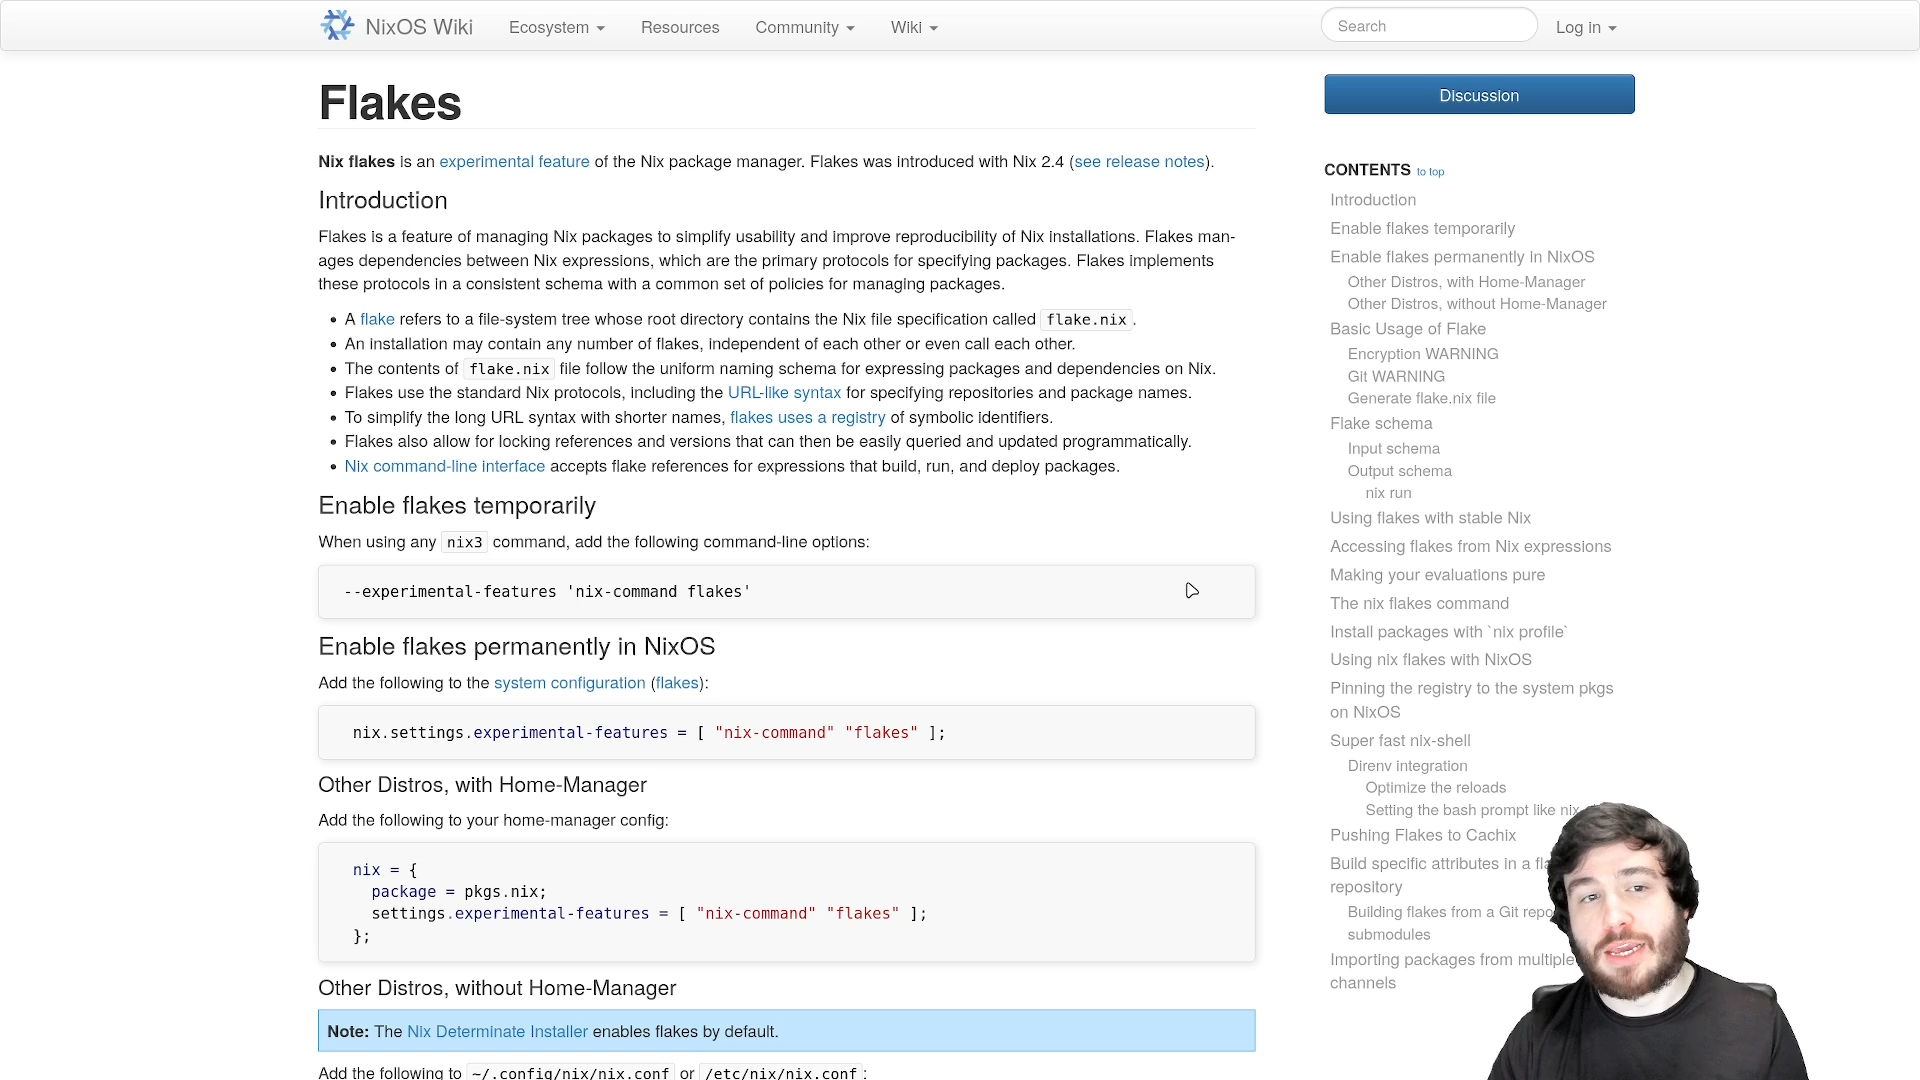 NixOS Wiki Ecosystem Resources Community Wiki Search Log in
Flakes
Nix flakes is an experimental feature of the Nix package manager. Flakes was introduced with Nix 2.4 (see release notes).
Introduction
Flakes is a feature of managing Nix packages to simplify usability and improve reproducibility of Nix installations. Flakes man-
ages dependencies between Nix expressions, which are the primary protocols for specifying packages. Flakes implements
these protocols in a consistent schema with a common set of policies for managing packages.
• A flake refers to a file-system tree whose root directory contains the Nix file specification called flake.nix.
• An installation may contain any number of flakes, independent of each other or even call each other.
• The contents of flake.nix file follow the uniform naming schema for expressing packages and dependencies on Nix.
• Flakes use the standard Nix protocols, including the URL-like syntax for specifying repositories and package names.
• To simplify the long URL syntax with shorter names, flakes uses a registry of symbolic identifiers.
• Flakes also allow for locking references and versions that can then be easily queried and updated programmatically.
• Nix command-line interface accepts flake references for expressions that build, run, and deploy packages.
Enable flakes temporarily
When using any nix3 command, add the following command-line options:
--experimental-features 'nix-command flakes'
Enable flakes permanently in NixOS
Add the following to the system configuration (flakes):
nix.settings.experimental-features = [ "nix-command" "flakes" ];
Other Distros, with Home-Manager
Add the following to your home-manager config:
nix = {
package = pkgs.nix;
settings.experimental-features = [ "nix-command" "flakes" ];
};
Other Distros, without Home-Manager
Note: The Nix Determinate Installer enables flakes by default.
Add the following to ~/.config/nix/nix.conf or /etc/nix/nix.conf:
Discussion
CONTENTS to top
Introduction
Enable flakes temporarily
Enable flakes permanently in NixOS
Other Distros, with Home-Manager
Other Distros, without Home-Manager
Basic Usage of Flake
Encryption WARNING
Git WARNING
Generate flake.nix file
Flake schema
Input schema
Output schema
nix run
Using flakes with stable Nix
Accessing flakes from Nix expressions
Making your evaluations pure
The nix flakes command
Install packages with `nix profile`
Using nix flakes with NixOS
Pinning the registry to the system pkgs
on NixOS
Super fast nix-shell
Direnv integration
Optimize the reloads
Setting the bash prompt like nix
Pushing Flakes to Cachix
Build specific attributes in a
repository
Building flakes from a Git
submodules
Importing packages from multiple
channels